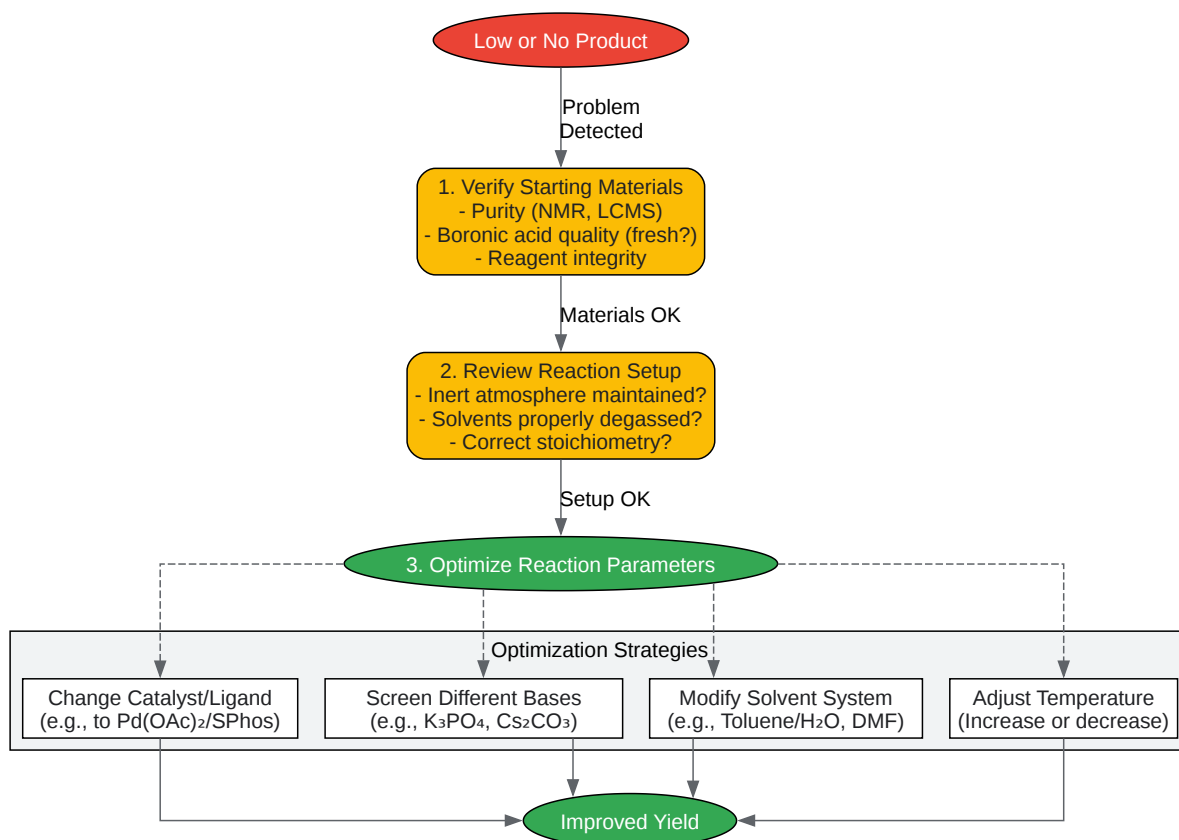 Low or No Product
Problem
Detected
1. Verify Starting Materials
- Purity (NMR, LCMS)
- Boronic acid quality (fresh?)
- Reagent integrity
Materials OK
2. Review Reaction Setup
- Inert atmosphere maintained?
- Solvents properly degassed?
- Correct stoichiometry?
Setup OK
3. Optimize Reaction Parameters
Optimization Strategies
Change Catalyst/Ligand
(e.g., to Pd(OAc)₂/SPhos)
Screen Different Bases
(e.g., K₃PO₄, Cs₂CO₃)
Modify Solvent System
(e.g., Toluene/H₂O, DMF)
Adjust Temperature
(Increase or decrease)
Improved Yield